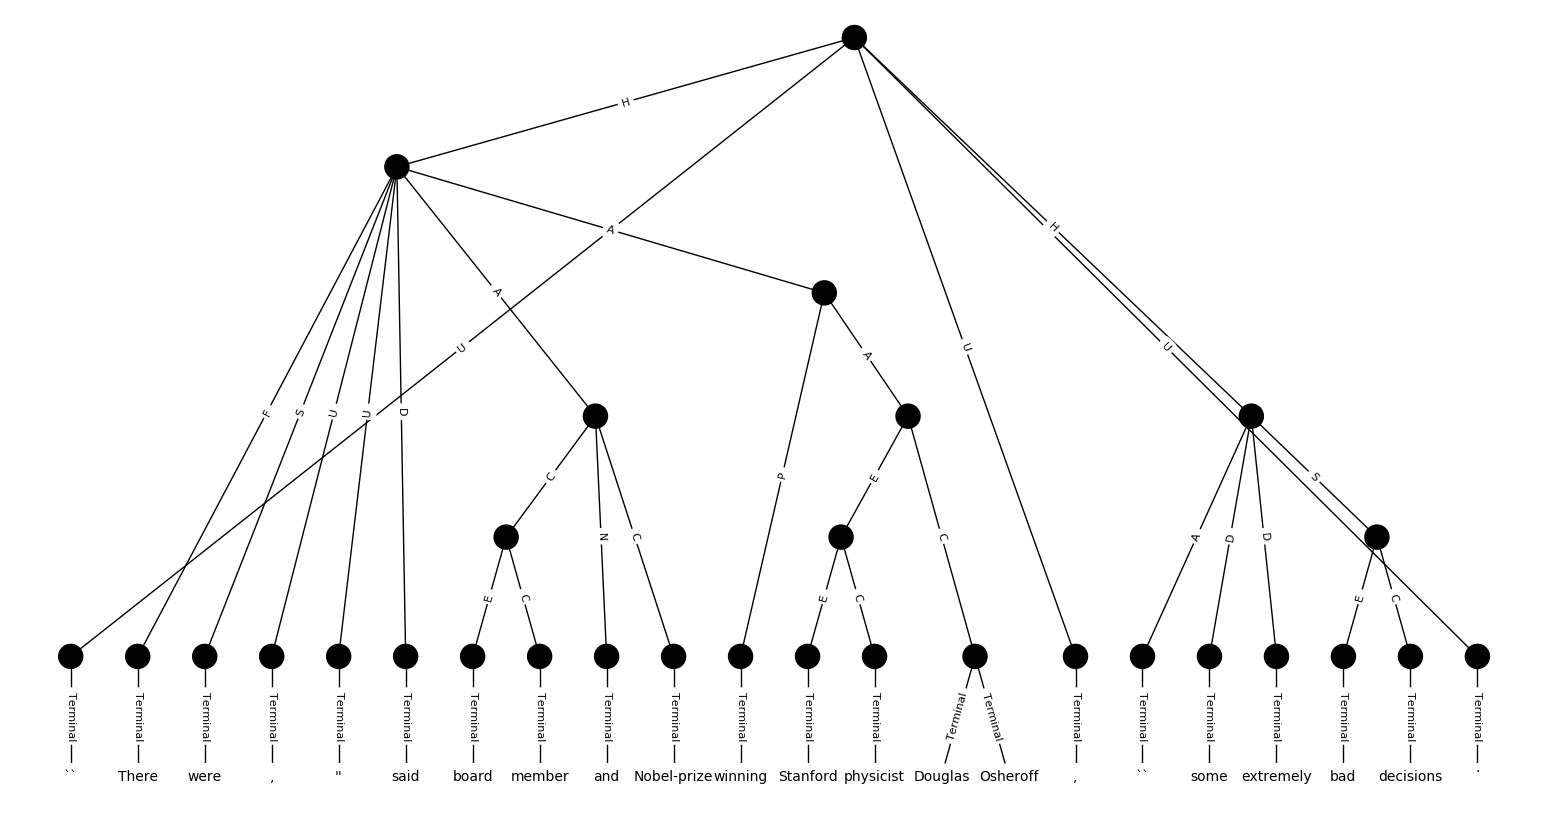 H
A
H
A
U
U
U
A
F
S
U
U
D
C
P
E
S
C
N
C
A
D
D
C
E
C
E
C
E
C
Terminal Terminal Terminal Terminal Terminal Terminal Terminal Terminal Terminal Terminal Terminal Terminal Terminal Terminal Terminal Terminal Terminal Terminal Terminal Terminal Terminal Terminal
`` There were , " said board member and Nobel-prize winning Stanford physicist Douglas Osheroff , `` some extremely bad decisions .